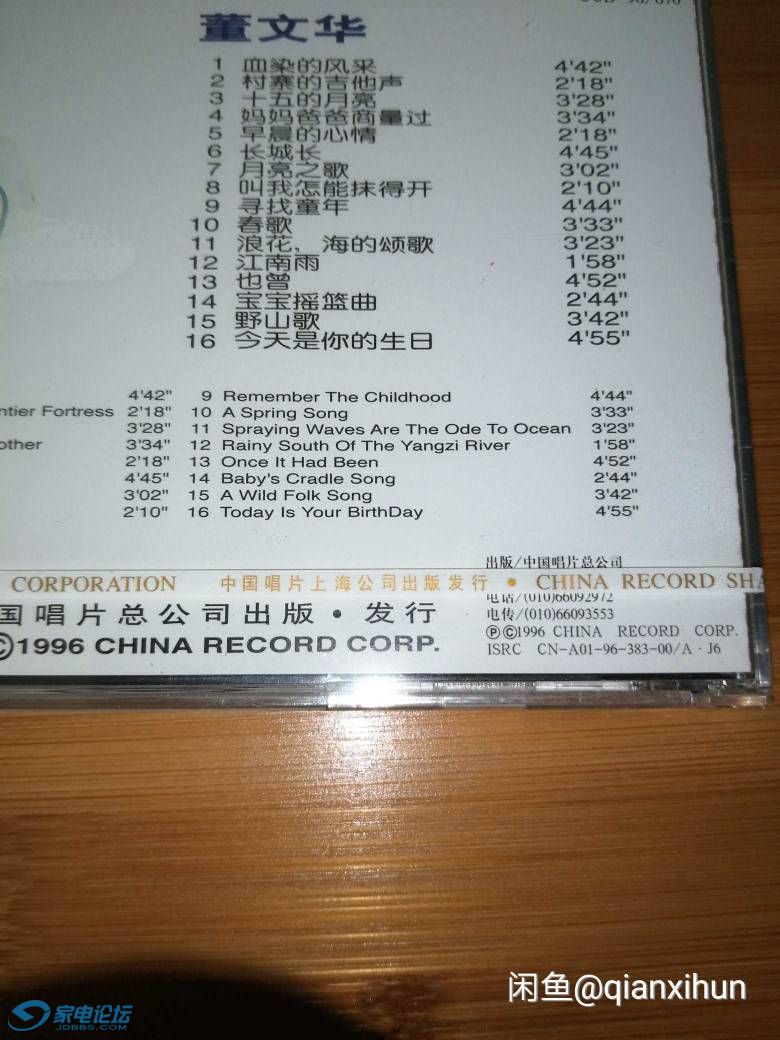 董文华
1 血染的风采 4'42"
2 村寨的吉他声 2'18"
3 十五的月亮 3'28"
4 妈妈爸爸商量过 3'34"
5 早晨的心情 2'18"
6 长城长 4'45"
7 月亮之歌 3'02"
8 叫我怎能抹得开 2'10"
9 寻找童年 4'44"
10 春歌 3'33"
11 浪花，海的颂歌 3'23"
12 江南雨 1'58"
13 也曾 4'52"
14 宝宝摇篮曲 2'44"
15 野山歌 3'42"
16 今天是你的生日 4'55"
4'42" 9 Remember The Childhood 4'44"
ntier Fortress 2'18" 10 A Spring Song 3'33"
3'28" 11 Spraying Waves Are The Ode To Ocean 3'23"
other 3'34" 12 Rainy South Of The Yangzi River 1'58"
2'18" 13 Once It Had Been 4'52"
4'45" 14 Baby's Cradle Song 2'44"
3'02" 15 A Wild Folk Song 3'42"
2'10" 16 Today Is Your BirthDay 4'55"
出版/中国唱片总公司
CORPORATION 中国唱片上海公司出版发行 • CHINA RECORD SHA
电话/(010)66092972
国唱片总公司出版·发行
电传/(010)66093553
©1996 CHINA RECORD CORP.
℗©1996 CHINA RECORD CORP.
ISRC CN-A01-96-383-00/A·J6
闲鱼@qianxihun
家电论坛
JDBBS.COM